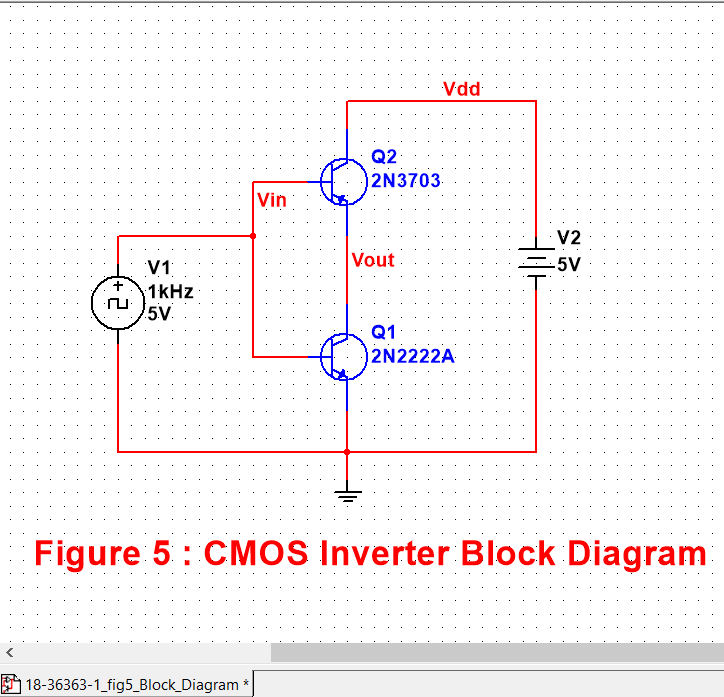 Vdd
Q2
2N3703
Vin
V2
5V
Vout
V1
1kHz
5V
Q1
2N2222A
Figure 5 : CMOS Inverter Block Diagram
18-36363-1_fig5_Block_Diagram *